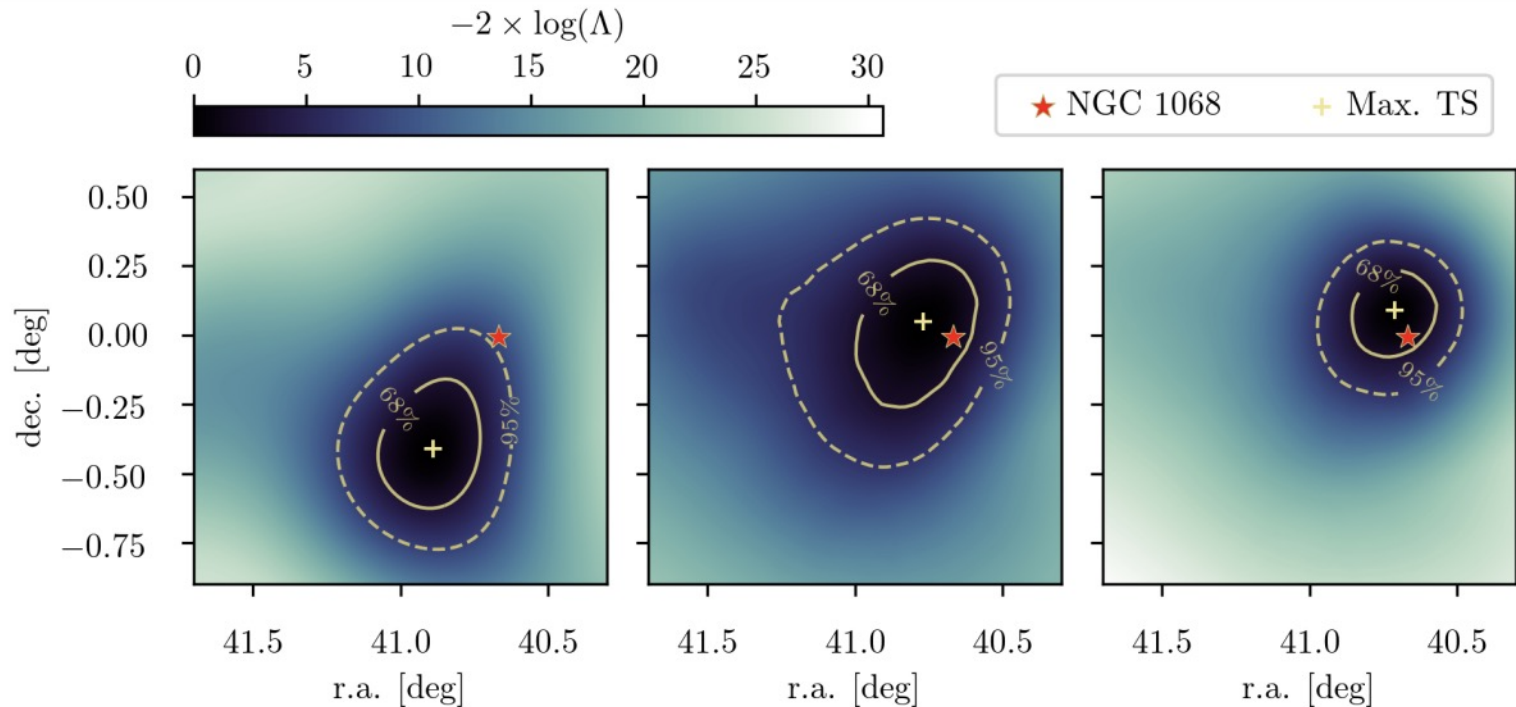 −2 × log(Λ)
0 5 10 15 20 25 30
NGC 1068 Max. TS
dec. [deg]
0.50
0.25
0.00
−0.25
−0.50
−0.75
68%
95%
68%
95%
68%
95%
41.5 41.0 40.5 41.5 41.0 40.5 41.5 41.0 40.5
r.a. [deg] r.a. [deg] r.a. [deg]